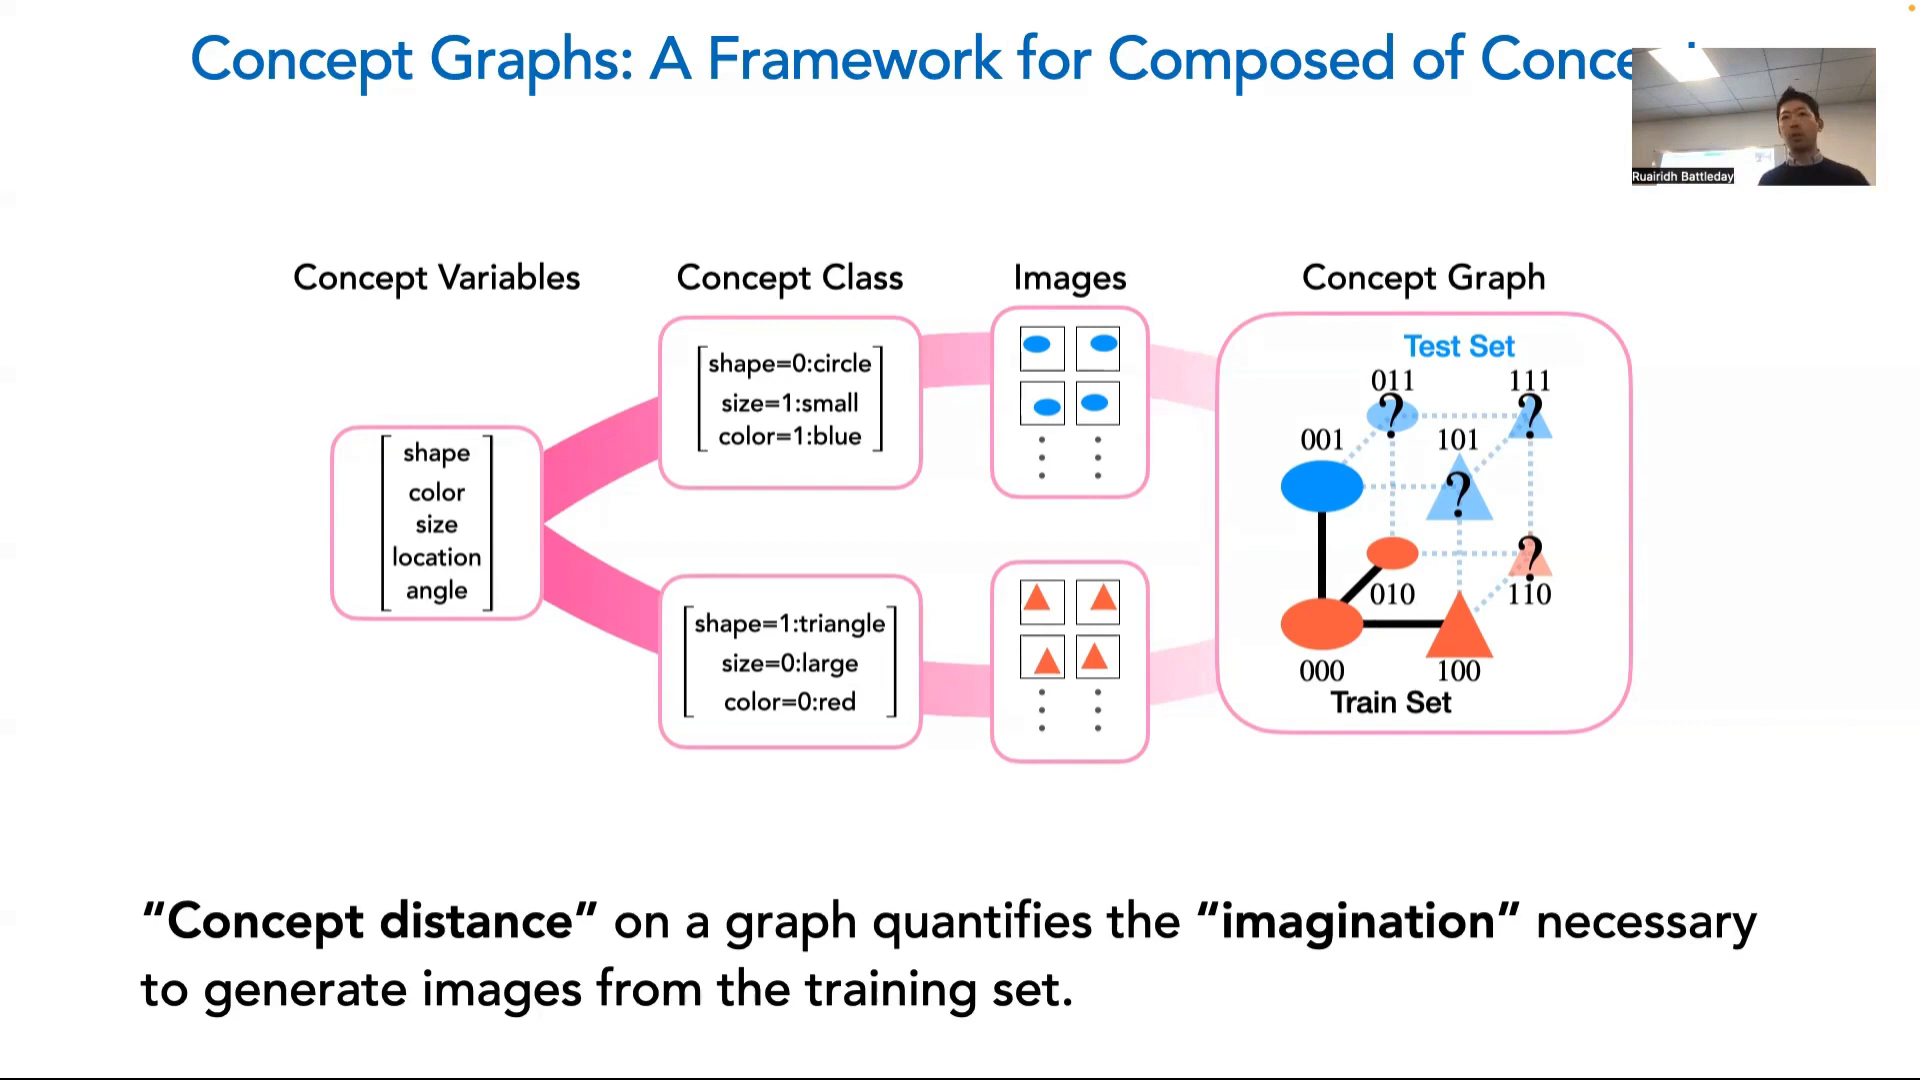 Concept Graphs: A Framework for Composed of Conce
Ruairidh Battleday
Concept Variables
Concept Class
Images
Concept Graph
shape
color
size
location
angle
shape=0:circle
size=1:small
color=1:blue
shape=1:triangle
size=0:large
color=0:red
Test Set
011
111
?
?
001
101
?
?
010
110
000
100
Train Set
“Concept distance” on a graph quantifies the “imagination” necessary
to generate images from the training set.